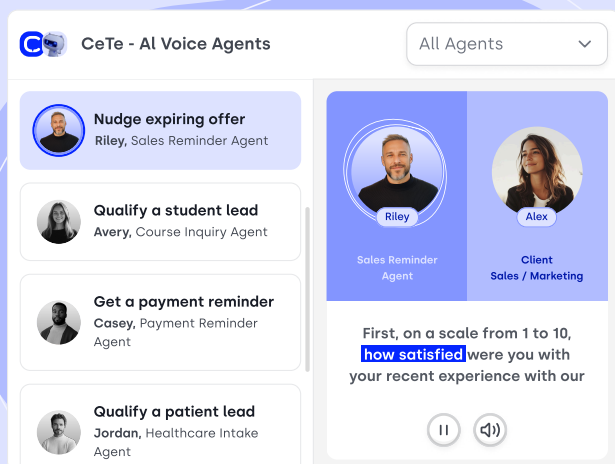 C
CeTe - AI Voice Agents
All Agents
Nudge expiring offer
Riley, Sales Reminder Agent
Qualify a student lead
Avery, Course Inquiry Agent
Get a payment reminder
Casey, Payment Reminder
Agent
Qualify a patient lead
Jordan, Healthcare Intake
Agent
Riley
Alex
Sales Reminder
Agent
Client
Sales / Marketing
First, on a scale from 1 to 10,
how satisfied were you with
your recent experience with our